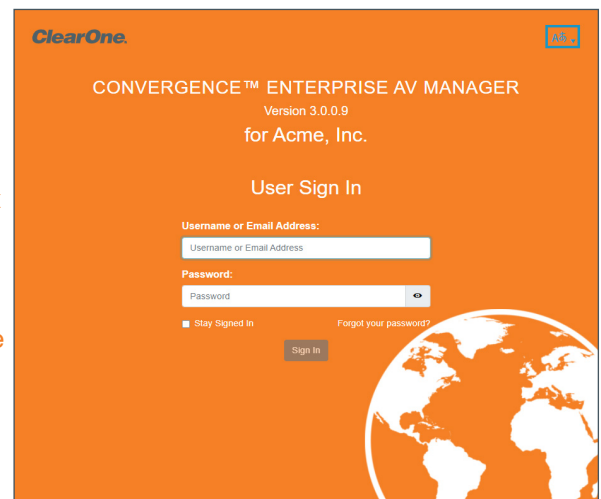 ClearOne.
CONVERGENCE™ ENTERPRISE AV MANAGER
Version 3.0.0.9
for Acme, Inc.
User Sign In
Username or Email Address:
Username or Email Address
Password:
Password
Stay Signed In Forgot your password?
Sign In
e